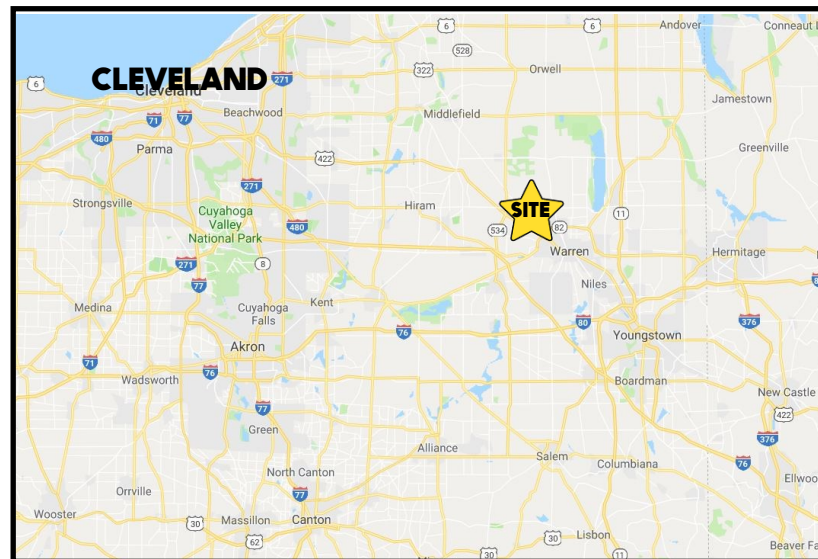 6
6
Andover
Conneaut L
528
CLEVELAND
Cleveland
271
322
Orwell
6
Beachwood
Middlefield
Jamestown
71
77
480
Parma
422
Greenville
271
Strongsville
Hiram
SITE
11
Cuyahoga
Valley
National Park
480
534
82
Warren
Hermitage
8
271
77
Niles
Medina
Cuyahoga
Falls
Kent
76
80
376
Youngstown
Akron
71
76
Wadsworth
Boardman
77
New Castle
422
Green
376
Alliance
Salem
Columbiana
76
North Canton
Ellwo
Orrville
77
Wooster
30
Massillon
Canton
62
30
30
Lisbon
11
Beaver Fa